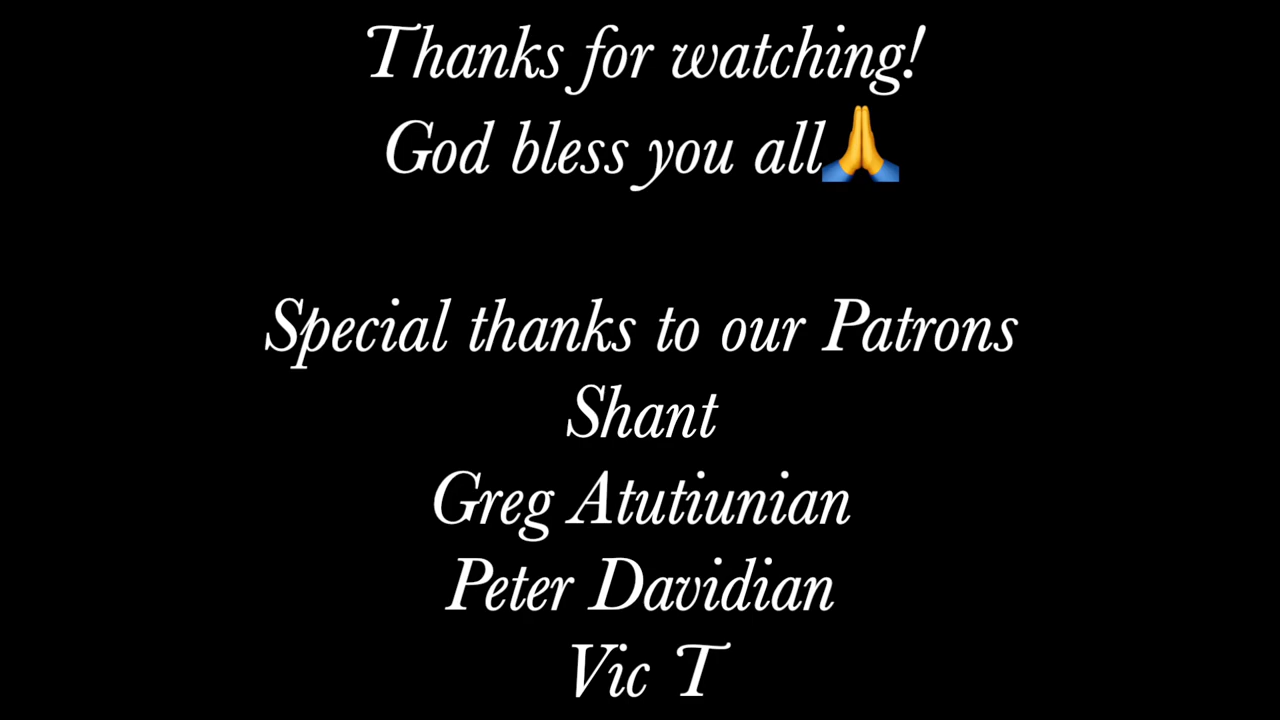 Thanks for watching!
God bless you all🙏
Special thanks to our Patrons
Shant
Greg Atutiunian
Peter Davidian
Vic T